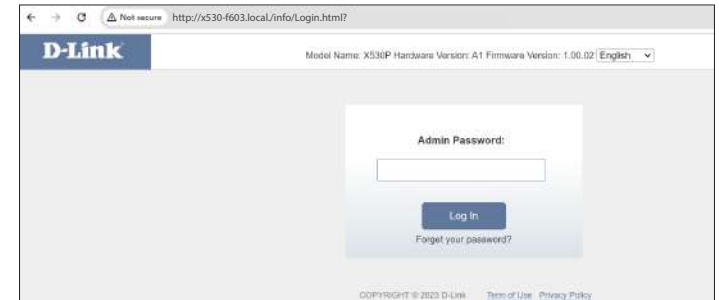 Not secure http://x530-f603.local./info/Login.html?
D-Link
Model Name: X530P Hardware Version: A1 Firmware Version: 1.00.02 English
Admin Password:
Log In
Forget your password?
COPYRIGHT © 2023 D-Link Term of Use Privacy Policy